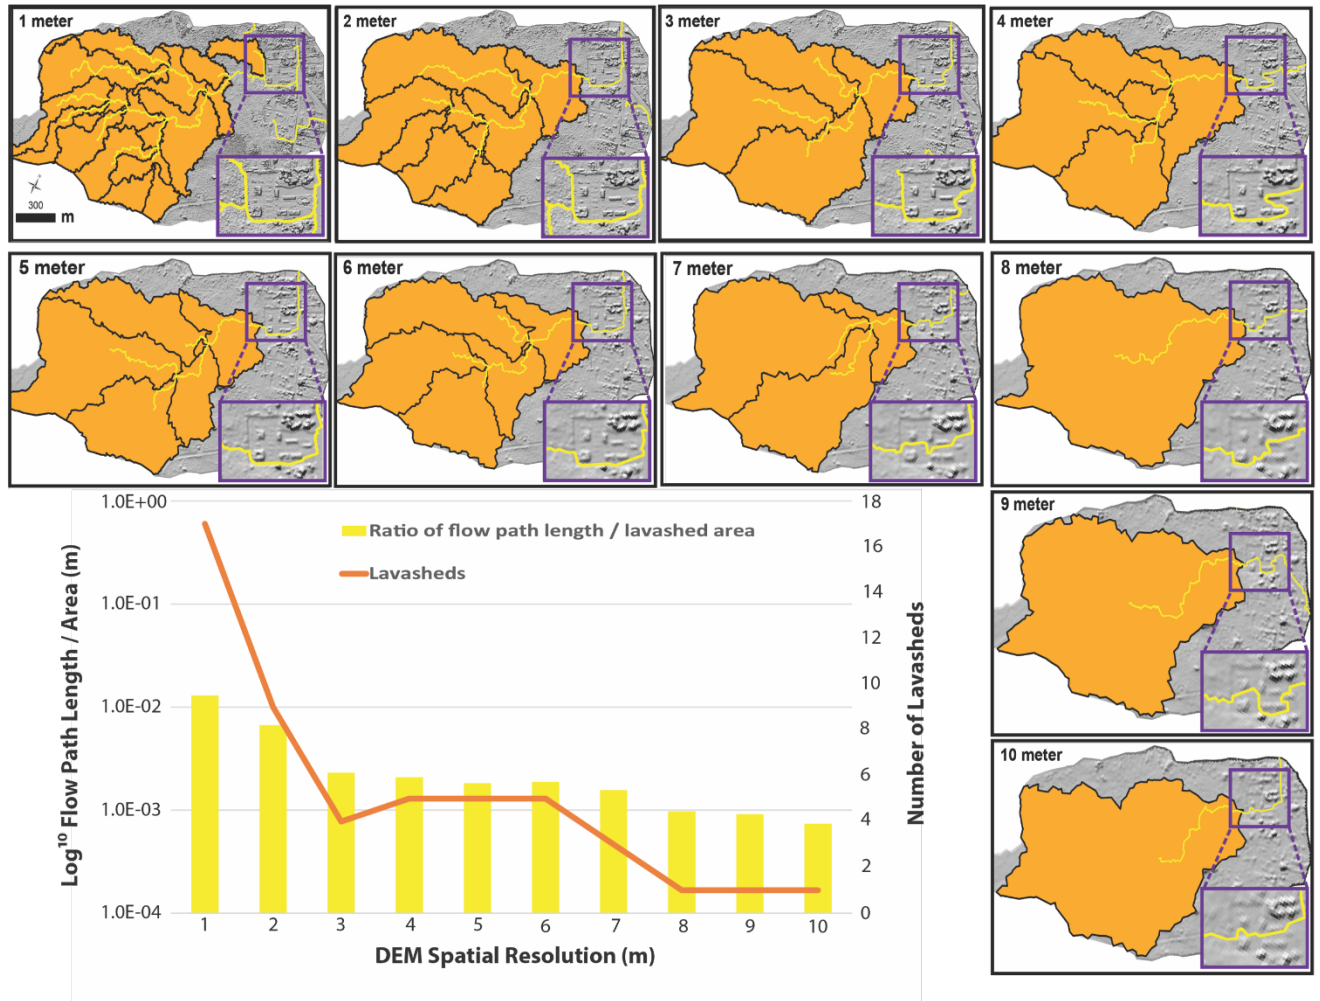 1 meter
2 meter
3 meter
4 meter
300
m
5 meter
6 meter
7 meter
8 meter
9 meter
10 meter
Log¹⁰ Flow Path Length / Area (m)
1.0E+00
1.0E-01
1.0E-02
1.0E-03
1.0E-04
Ratio of flow path length / lavashed area
Lavasheds
18
16
14
12
10
8
6
4
2
0
Number of Lavasheds
1 2 3 4 5 6 7 8 9 10
DEM Spatial Resolution (m)